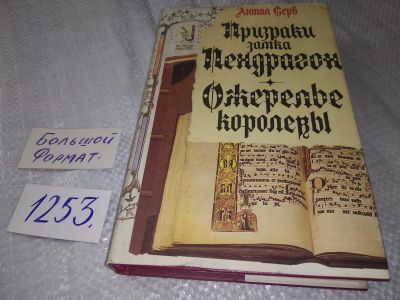 Антал Серб
Призраки
замка
Пендрагон
Ожерелье
королевы
БОЛЬШОЙ
ФОРМАТ.
1253.